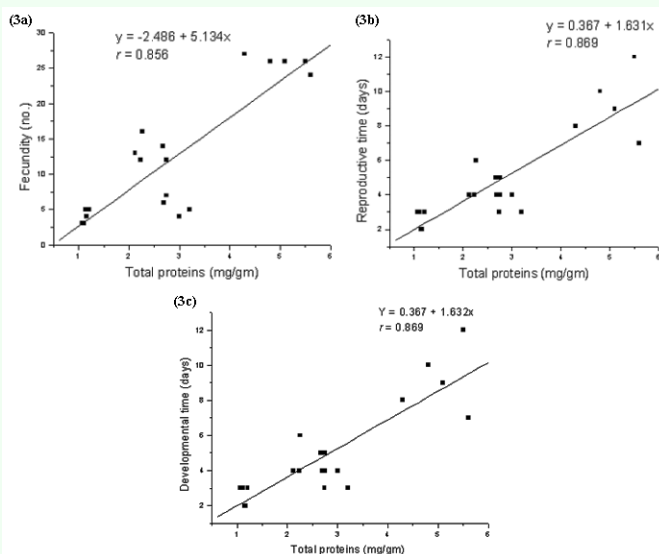 (3a)
y = -2.486 + 5.134x
r = 0.856
30
25
20
15
10
5
0
Fecundity (no.)
1 2 3 4 5 6
Total proteins (mg/gm)
(3b)
y = 0.367 + 1.631x
r = 0.869
12
10
8
6
4
2
Reproductive time (days)
1 2 3 4 5 6
Total proteins (mg/gm)
(3c)
Y = 0.367 + 1.632x
r = 0.869
12
10
8
6
4
2
Developmental time (days)
1 2 3 4 5 6
Total proteins (mg/gm)